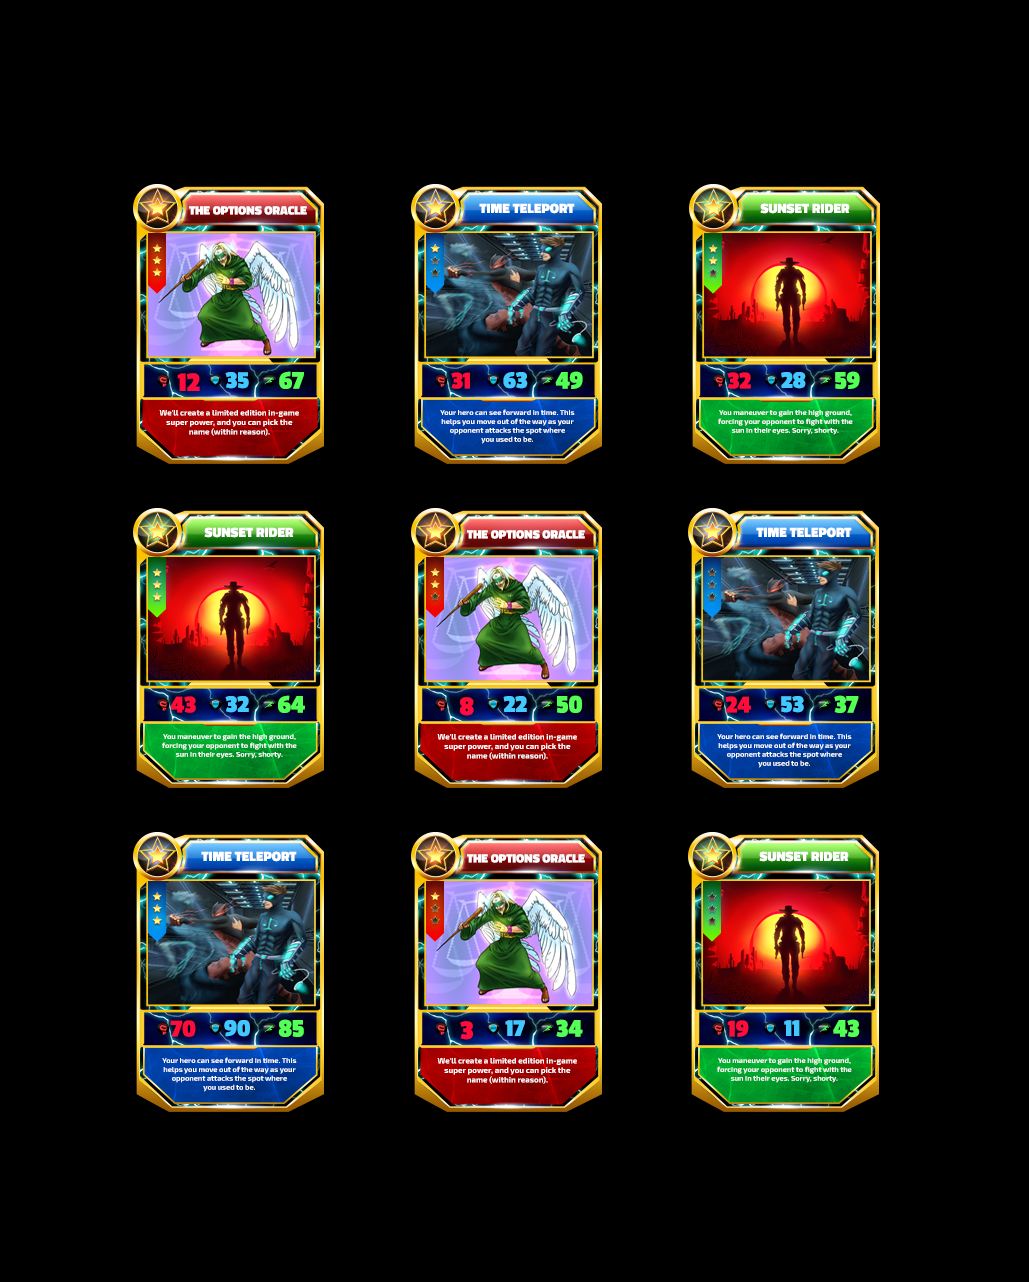 THE OPTIONS ORACLE
12 35 67
We'll create a limited edition in-game
super power, and you can pick the
name (within reason).
TIME TELEPORT
31 63 49
Your hero can see forward in time. This
helps you move out of the way as your
opponent attacks the spot where
you used to be.
SUNSET RIDER
32 28 59
You maneuver to gain the high ground,
forcing your opponent to fight with the
sun in their eyes. Sorry, shorty.
SUNSET RIDER
43 32 64
You maneuver to gain the high ground,
forcing your opponent to fight with the
sun in their eyes. Sorry, shorty.
THE OPTIONS ORACLE
8 22 50
We'll create a limited edition in-game
super power, and you can pick the
name (within reason).
TIME TELEPORT
24 53 37
Your hero can see forward in time. This
helps you move out of the way as your
opponent attacks the spot where
you used to be.
TIME TELEPORT
70 90 85
Your hero can see forward in time. This
helps you move out of the way as your
opponent attacks the spot where
you used to be.
THE OPTIONS ORACLE
3 17 34
We'll create a limited edition in-game
super power, and you can pick the
name (within reason).
SUNSET RIDER
19 11 43
You maneuver to gain the high ground,
forcing your opponent to fight with the
sun in their eyes. Sorry, shorty.